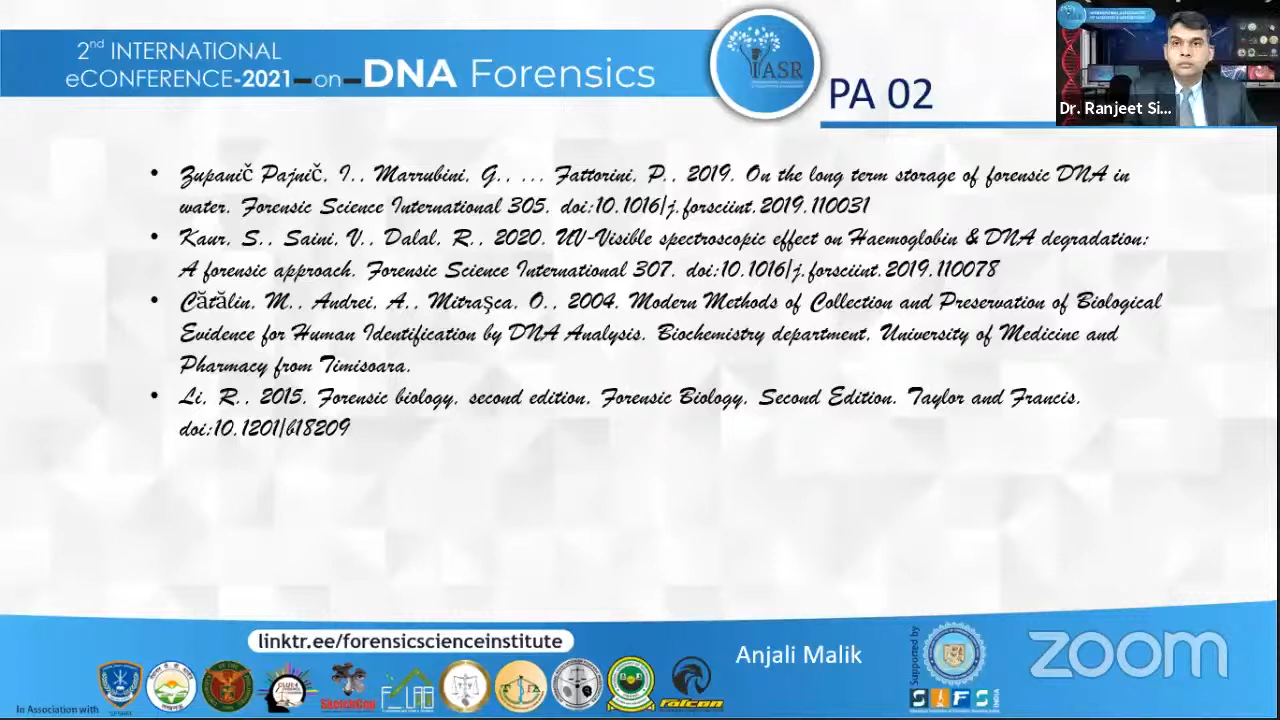 2nd INTERNATIONAL
eCONFERENCE-2021-on-DNA Forensics
IASR
PA 02
Dr. Ranjeet Si...
• Zupanič Pajnič, I., Marrubini, G., ... Fattorini, P., 2019. On the long term storage of forensic DNA in
water. Forensic Science International 305. doi:10.1016/j.forsciint.2019.110031
• Kaur, S., Saini, V., Dalal, R., 2020. UV-Visible spectroscopic effect on Haemoglobin & DNA degradation:
A forensic approach. Forensic Science International 307. doi:10.1016/j.forsciint.2019.110078
• Cătălin, M., Andrei, A., Mitraşca, O., 2004. Modern Methods of Collection and Preservation of Biological
Evidence for Human Identification by DNA Analysis. Biochemistry department, University of Medicine and
Pharmacy from Timisoara.
• Li, R., 2015. Forensic biology, second edition, Forensic Biology, Second Edition. Taylor and Francis.
doi:10.1201/b18209
linktr.ee/forensicscienceinstitute
Anjali Malik
Supported by
zoom
In Association with
falcon
SIFS
INDIA